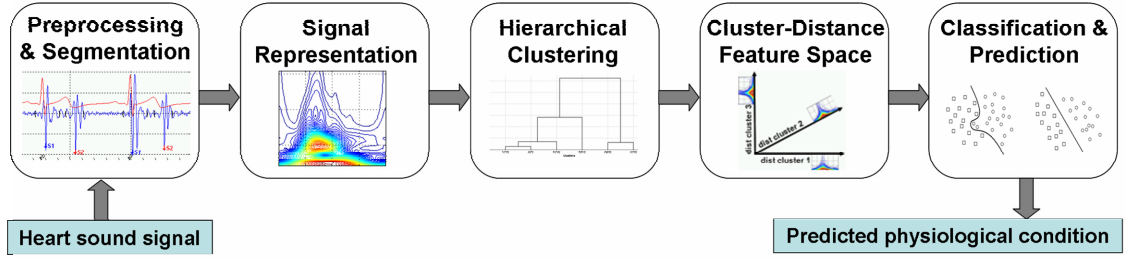 Preprocessing
& Segmentation
Signal
Representation
Hierarchical
Clustering
Cluster-Distance
Feature Space
Classification &
Prediction
S1
S2
S1
S2
clusters
dist cluster 3
dist cluster 2
dist cluster 1
Heart sound signal
Predicted physiological condition